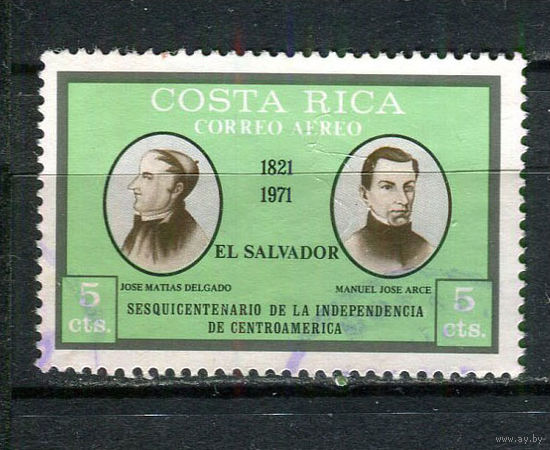 COSTA RICA
CORREO AEREO
1821
1971
EL SALVADOR
JOSE MATIAS DELGADO
MANUEL JOSE ARCE
5 cts.
SESQUICENTENARIO DE LA INDEPENDENCIA
DE CENTROAMERICA
5 cts.
www.ay.by